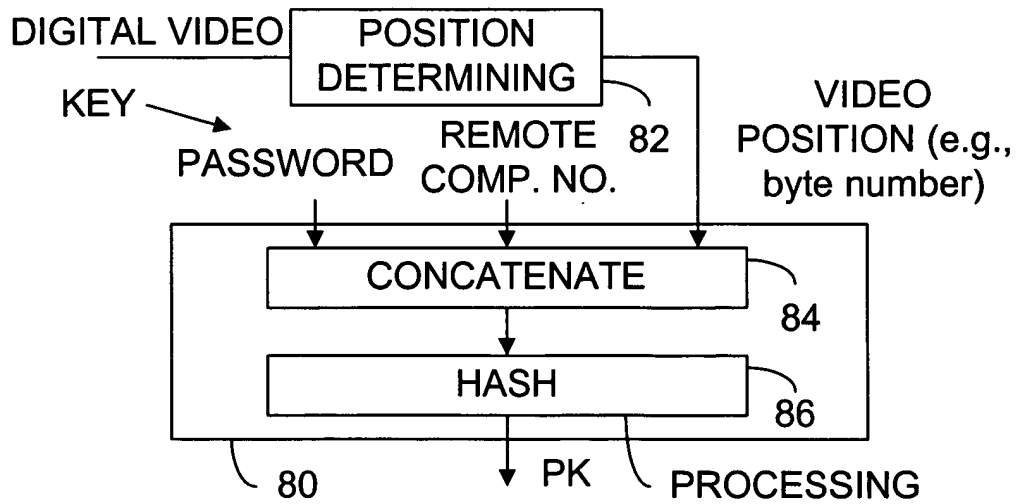 DIGITAL VIDEO
POSITION
DETERMINING
82
KEY
PASSWORD
REMOTE
COMP. NO.
VIDEO
POSITION (e.g.,
byte number)
CONCATENATE
84
HASH
86
80
PK
PROCESSING